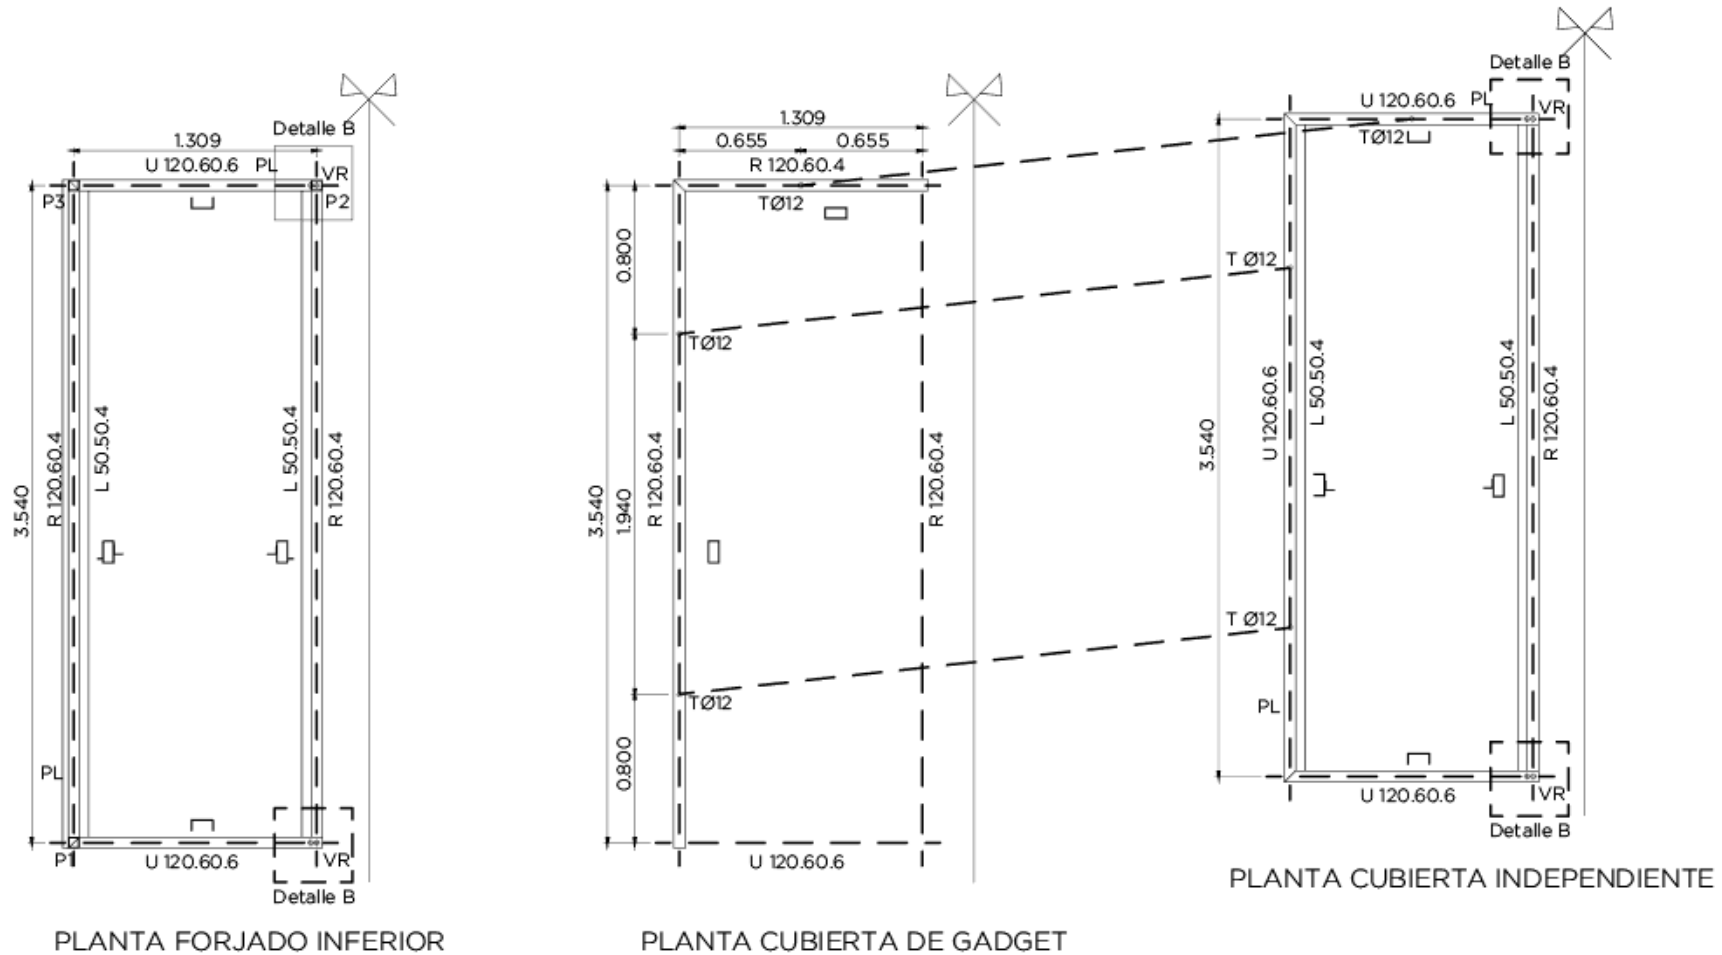 Detalle B
1.309
U 120.60.6
PL
VR
P3
P2
3.540
R 120.60.4
L 50.50.4
L 50.50.4
R 120.60.4
PL
P1
U 120.60.6
VR
Detalle B
PLANTA FORJADO INFERIOR
1.309
0.655
0.655
R 120.60.4
TØ12
0.800
TØ12
3.540
1.940
R 120.60.4
R 120.60.4
TØ12
0.800
U 120.60.6
PLANTA CUBIERTA DE GADGET
Detalle B
U 120.60.6
PL
VR
TØ12
T Ø12
3.540
U 120.60.6
L 50.50.4
L 50.50.4
R 120.60.4
T Ø12
PL
U 120.60.6
VR
Detalle B
PLANTA CUBIERTA INDEPENDIENTE